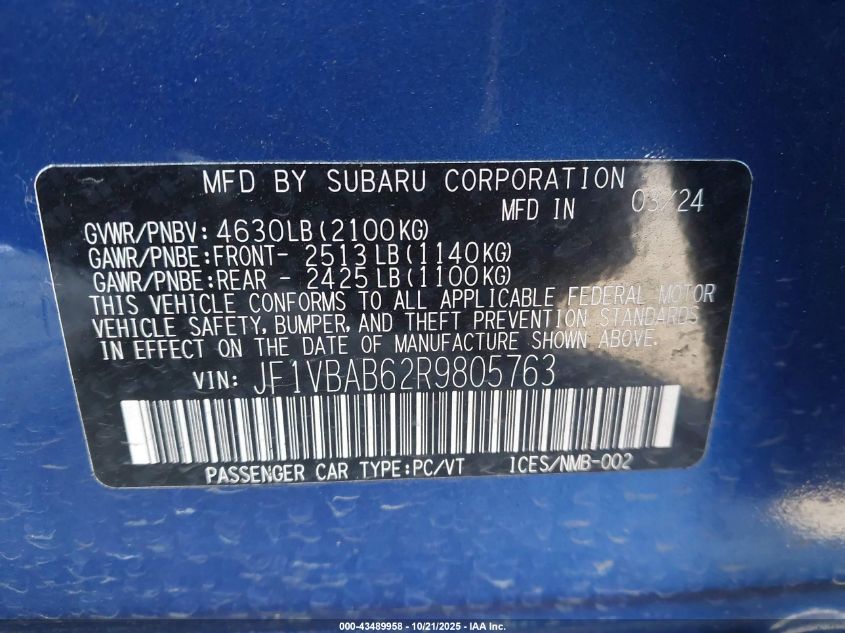 MFD BY SUBARU CORPORATION
MFD IN 03/24
GVWR/PNBV: 4630LB(2100KG)
GAWR/PNBE:FRONT- 2513LB(1140KG)
GAWR/PNBE:REAR - 2425LB(1100KG)
THIS VEHICLE CONFORMS TO ALL APPLICABLE FEDERAL MOTOR
VEHICLE SAFETY, BUMPER, AND THEFT PREVENTION STANDARDS
IN EFFECT ON THE DATE OF MANUFACTURE SHOWN ABOVE.
VIN: JF1VBAB62R9805763
PASSENGER CAR TYPE:PC/VT ICES/NMB-002
000-43489958 - 10/21/2025 - IAA Inc.